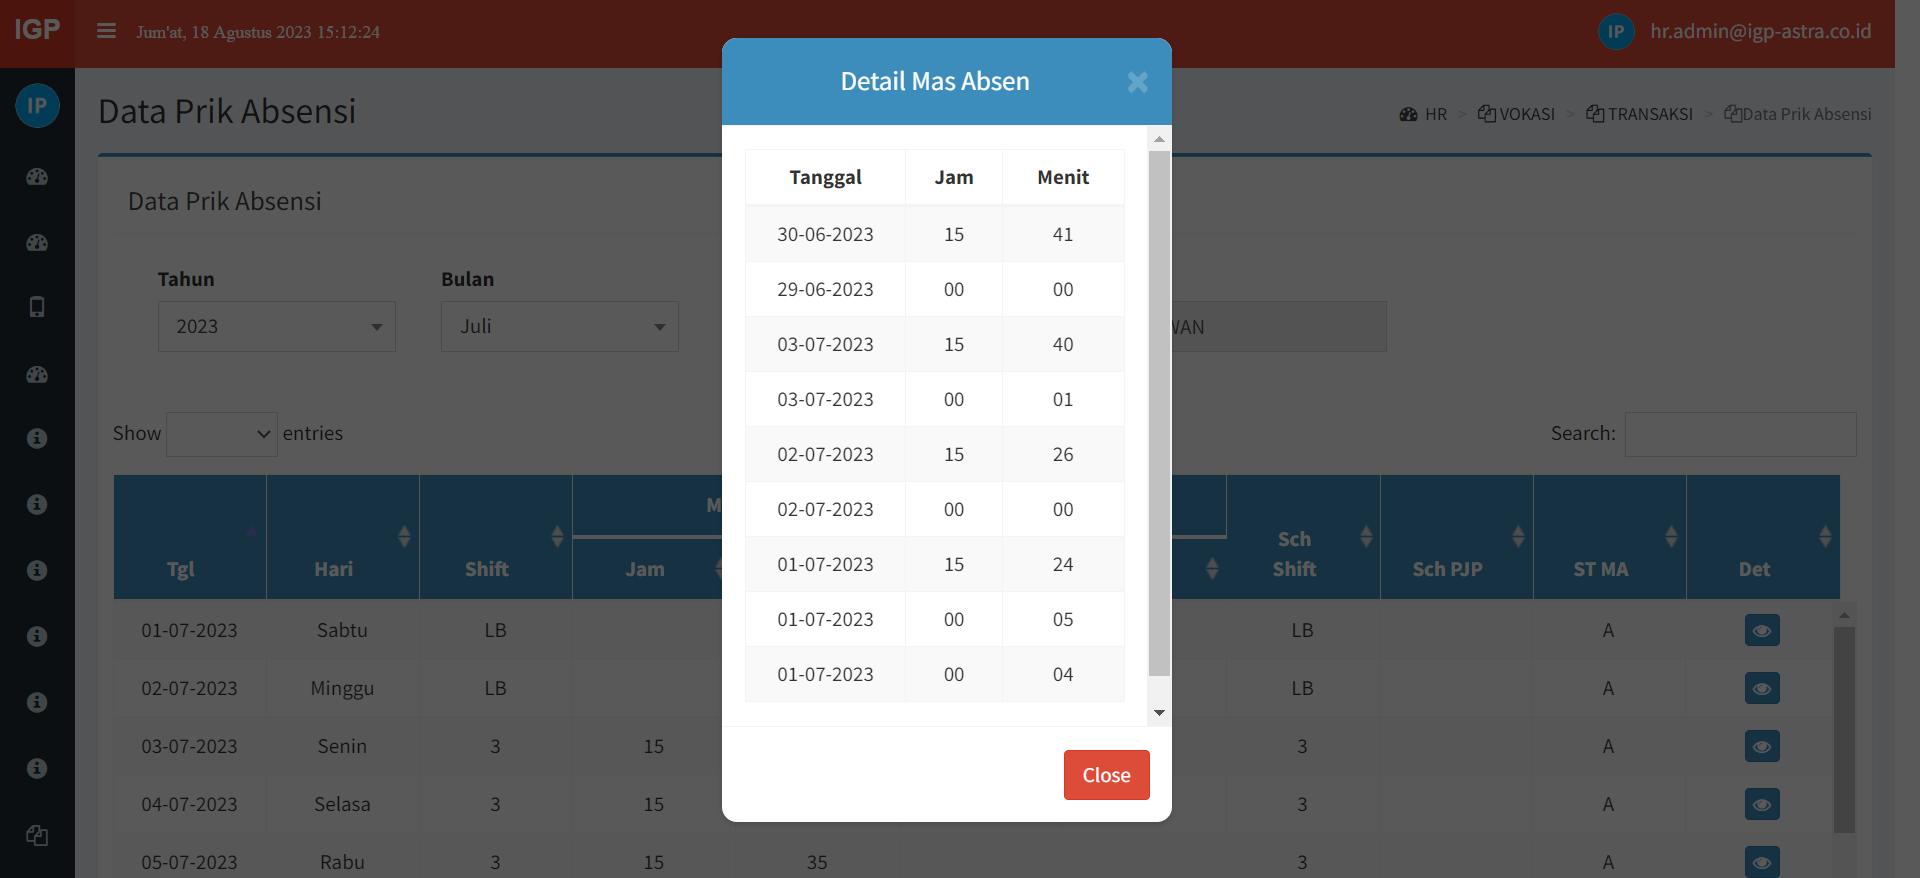 IGP
Jum'at, 18 Agustus 2023 15:12:24
IP hr.admin@igp-astra.co.id
IP
Data Prik Absensi
HR > VOKASI > TRANSAKSI > Data Prik Absensi
Data Prik Absensi
Tahun Bulan
2023 Juli
Show entries
Search:
Tgl Hari Shift Jam Sch Shift Sch PJP ST MA Det
01-07-2023 Sabtu LB LB A
02-07-2023 Minggu LB LB A
03-07-2023 Senin 3 15 3 A
04-07-2023 Selasa 3 15 3 A
05-07-2023 Rabu 3 15 35 3 A
Detail Mas Absen ×
Tanggal Jam Menit
30-06-2023 15 41
29-06-2023 00 00
03-07-2023 15 40
03-07-2023 00 01
02-07-2023 15 26
02-07-2023 00 00
01-07-2023 15 24
01-07-2023 00 05
01-07-2023 00 04
Close